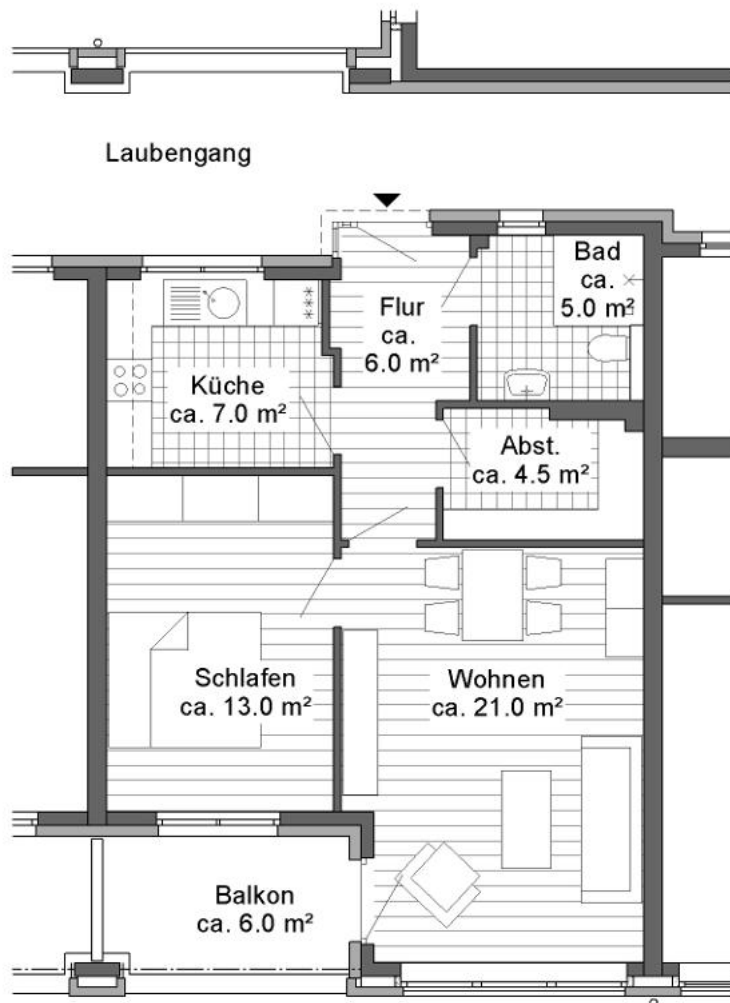 Laubengang
Bad
ca.
5.0 m²
Flur
ca.
6.0 m²
Küche
ca. 7.0 m²
Abst.
ca. 4.5 m²
Schlafen
ca. 13.0 m²
Wohnen
ca. 21.0 m²
Balkon
ca. 6.0 m²